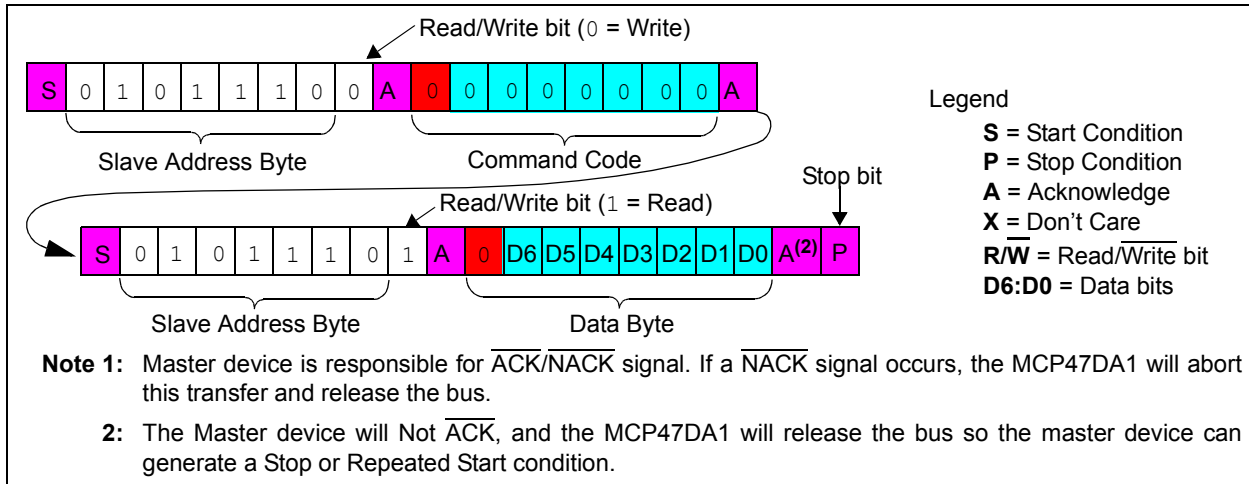 Read/Write bit (0 = Write)
S 0 1 0 1 1 1 0 0 A 0 0 0 0 0 0 0 0 A
Slave Address Byte Command Code
Stop bit
Read/Write bit (1 = Read)
S 0 1 0 1 1 1 0 1 A 0 D6 D5 D4 D3 D2 D1 D0 A(2) P
Slave Address Byte Data Byte
Legend
S = Start Condition
P = Stop Condition
A = Acknowledge
X = Don't Care
R/W̅ = Read/W̅r̅i̅t̅e̅ bit
D6:D0 = Data bits
Note 1: Master device is responsible for A̅C̅K̅/N̅A̅C̅K̅ signal. If a N̅A̅C̅K̅ signal occurs, the MCP47DA1 will abort
this transfer and release the bus.
2: The Master device will Not A̅C̅K̅, and the MCP47DA1 will release the bus so the master device can
generate a Stop or Repeated Start condition.